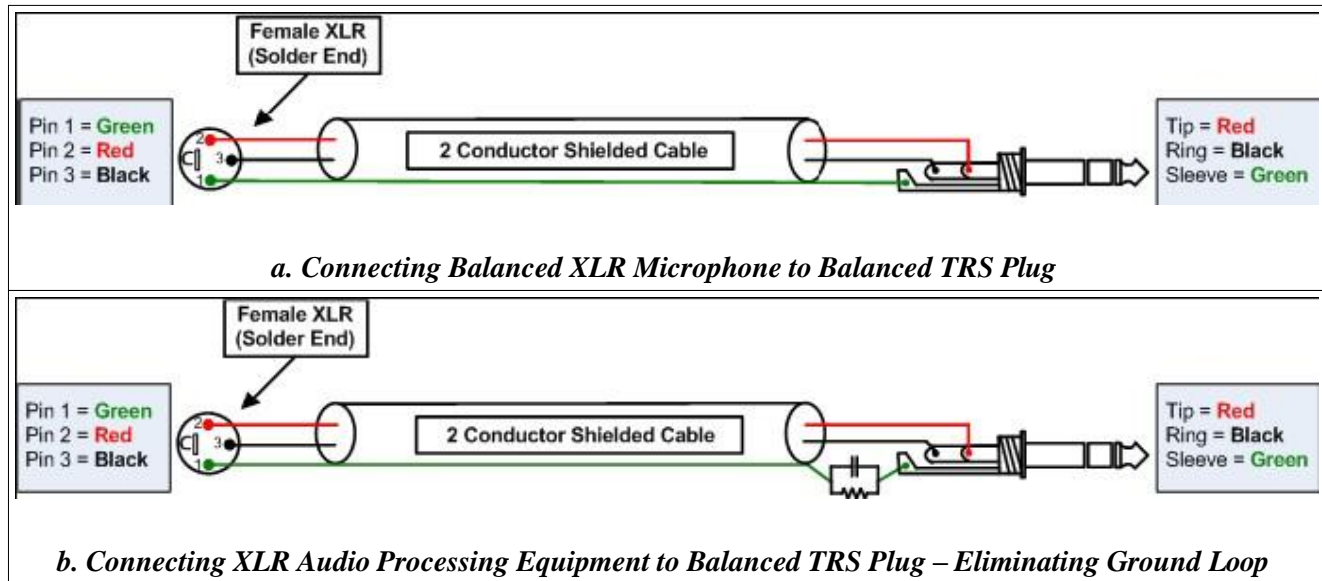 Female XLR
(Solder End)
Pin 1 = Green
Pin 2 = Red
Pin 3 = Black
2
3
1
2 Conductor Shielded Cable
Tip = Red
Ring = Black
Sleeve = Green
a. Connecting Balanced XLR Microphone to Balanced TRS Plug
Female XLR
(Solder End)
Pin 1 = Green
Pin 2 = Red
Pin 3 = Black
2
3
1
2 Conductor Shielded Cable
Tip = Red
Ring = Black
Sleeve = Green
b. Connecting XLR Audio Processing Equipment to Balanced TRS Plug – Eliminating Ground Loop